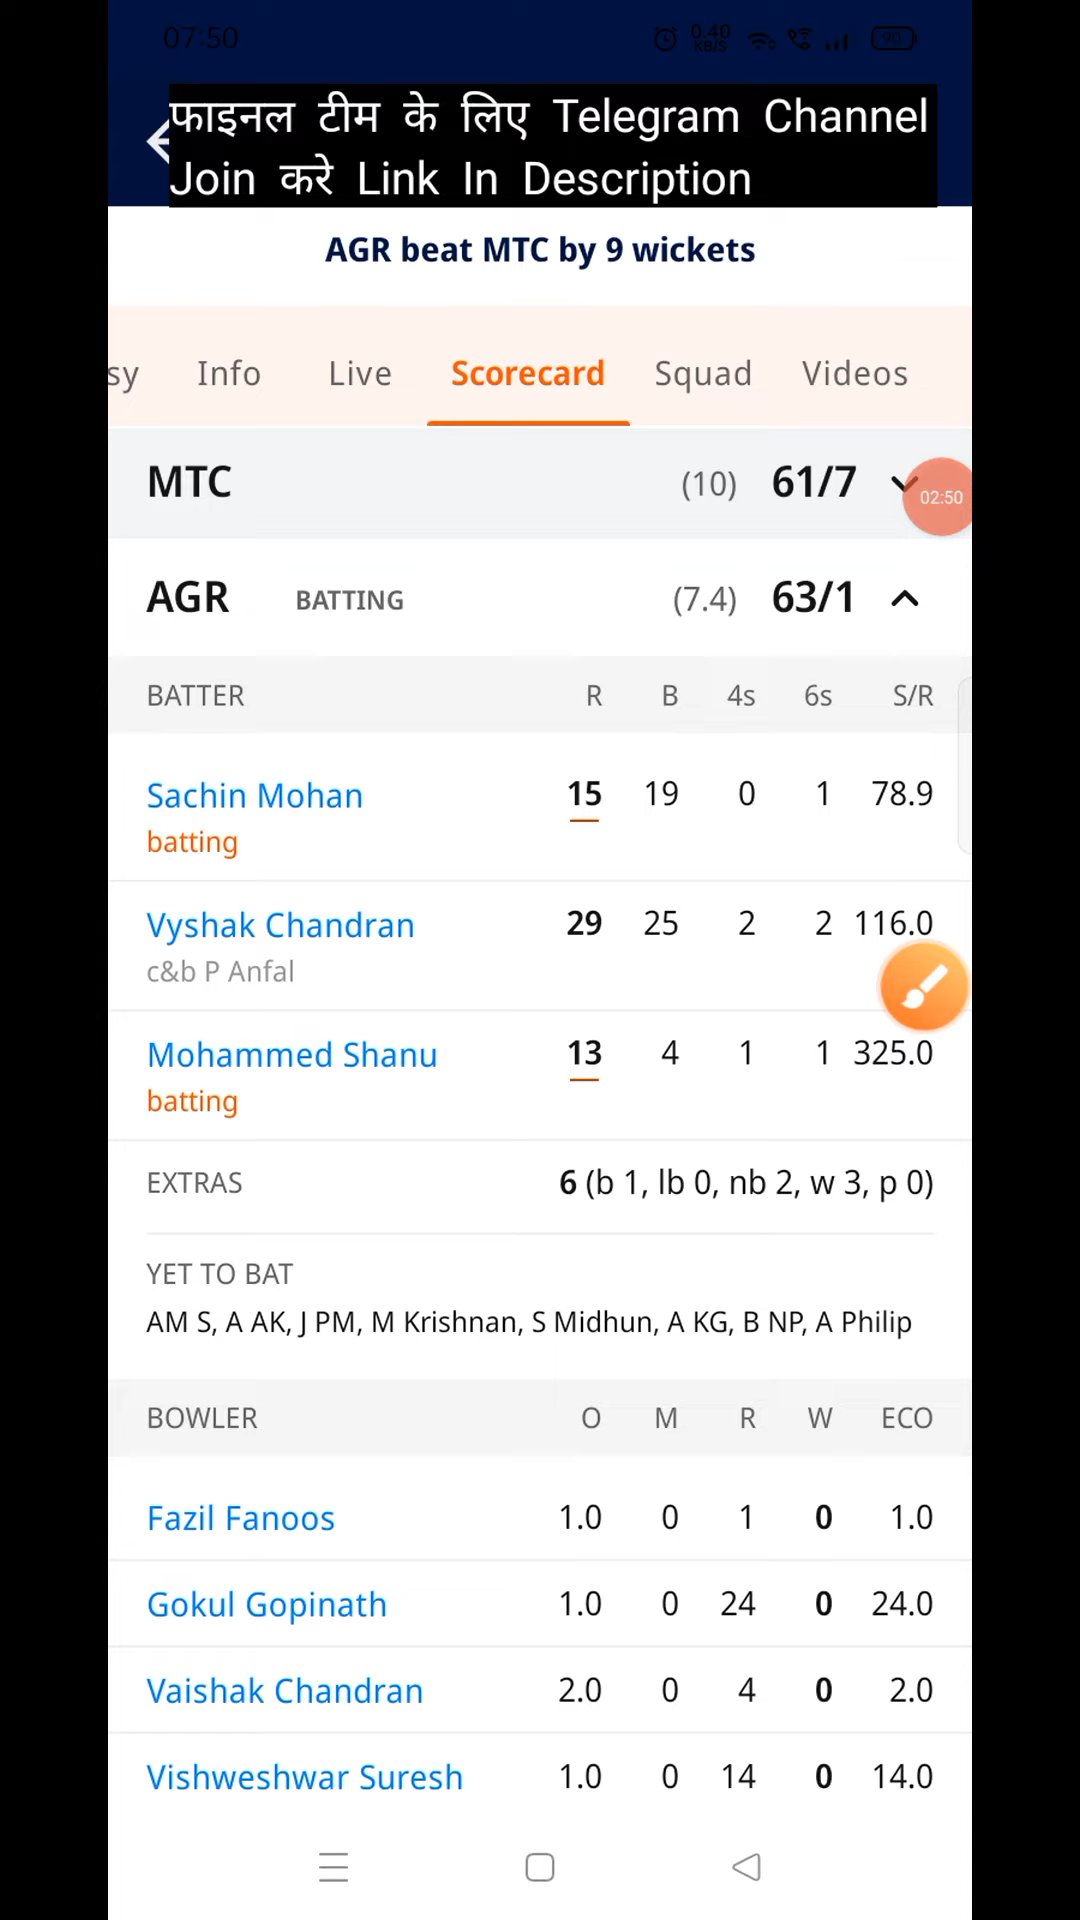 07:50 0.40 KB/S 90
फाइनल टीम के लिए Telegram Channel
Join करे Link In Description
AGR beat MTC by 9 wickets
sy Info Live Scorecard Squad Videos
MTC (10) 61/7
02:50
AGR BATTING (7.4) 63/1
BATTER R B 4s 6s S/R
Sachin Mohan 15 19 0 1 78.9
batting
Vyshak Chandran 29 25 2 2 116.0
c&b P Anfal
Mohammed Shanu 13 4 1 1 325.0
batting
EXTRAS 6 (b 1, lb 0, nb 2, w 3, p 0)
YET TO BAT
AM S, A AK, J PM, M Krishnan, S Midhun, A KG, B NP, A Philip
BOWLER O M R W ECO
Fazil Fanoos 1.0 0 1 0 1.0
Gokul Gopinath 1.0 0 24 0 24.0
Vaishak Chandran 2.0 0 4 0 2.0
Vishweshwar Suresh 1.0 0 14 0 14.0